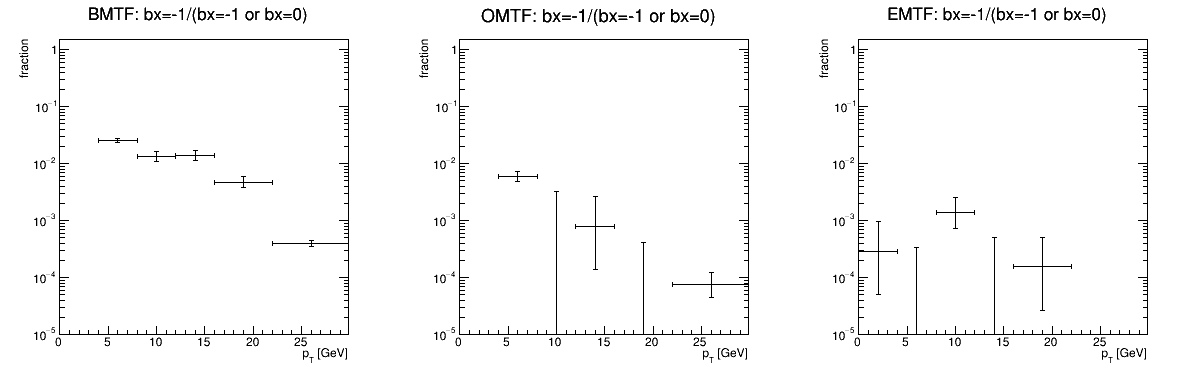 BMTF: bx=-1/(bx=-1 or bx=0)
fraction
1
10⁻¹
10⁻²
10⁻³
10⁻⁴
10⁻⁵
0 5 10 15 20 25
p_T [GeV]
OMTF: bx=-1/(bx=-1 or bx=0)
fraction
1
10⁻¹
10⁻²
10⁻³
10⁻⁴
10⁻⁵
0 5 10 15 20 25
p_T [GeV]
EMTF: bx=-1/(bx=-1 or bx=0)
fraction
1
10⁻¹
10⁻²
10⁻³
10⁻⁴
10⁻⁵
0 5 10 15 20 25
p_T [GeV]